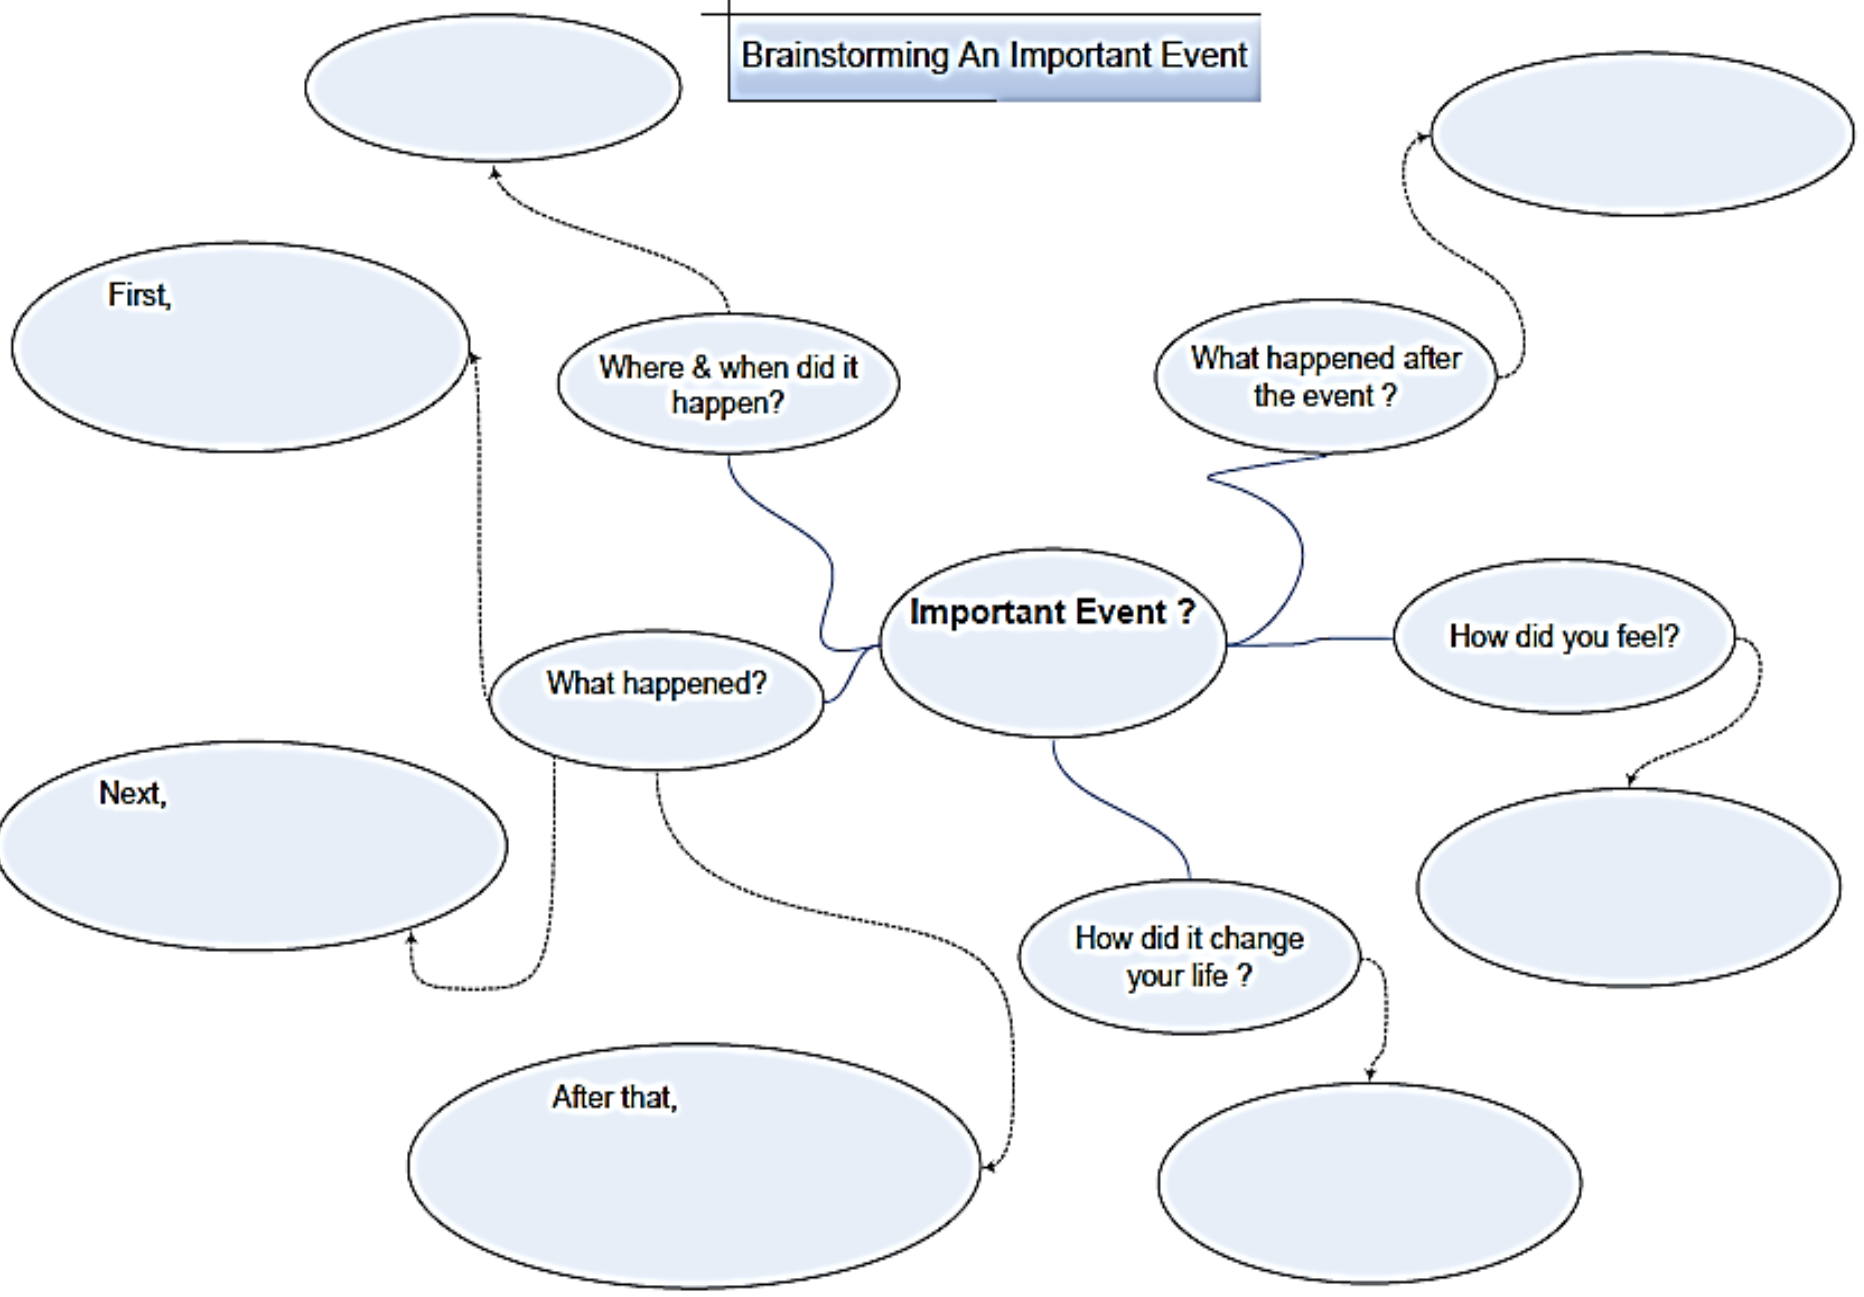 Brainstorming An Important Event
First,
Where & when did it
happen?
What happened after
the event ?
Important Event ?
How did you feel?
What happened?
Next,
How did it change
your life ?
After that,